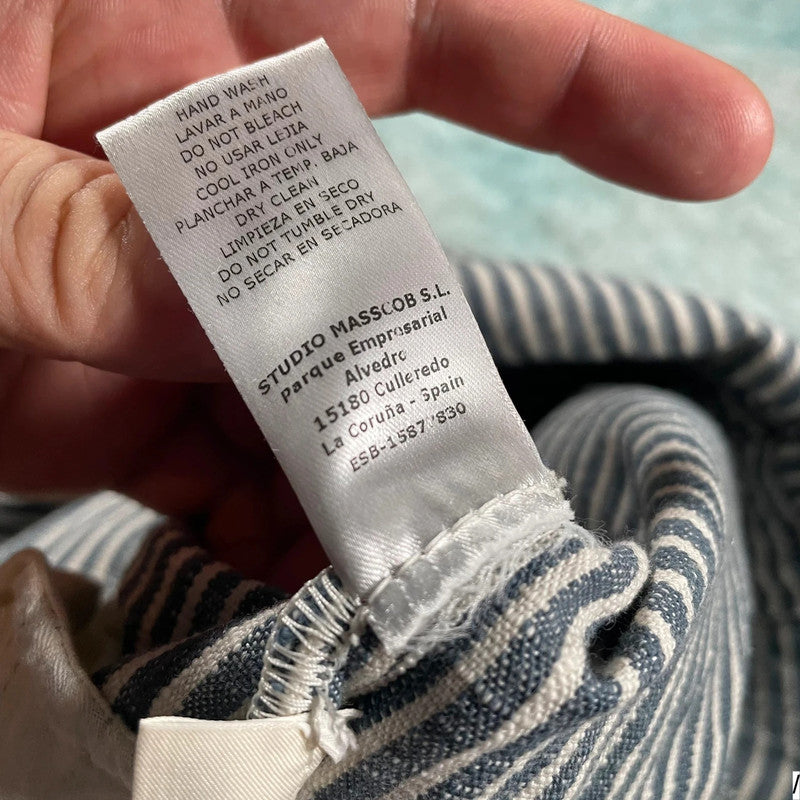 HAND WASH
LAVAR A MANO
DO NOT BLEACH
NO USAR LEJIA
COOL IRON ONLY
PLANCHAR A TEMP. BAJA
DRY CLEAN
LIMPIEZA EN SECO
DO NOT TUMBLE DRY
NO SECAR EN SECADORA
STUDIO MASSCOB S.L.
Parque Empresarial
Alvedro
15180 Culleredo
La Coruña - Spain